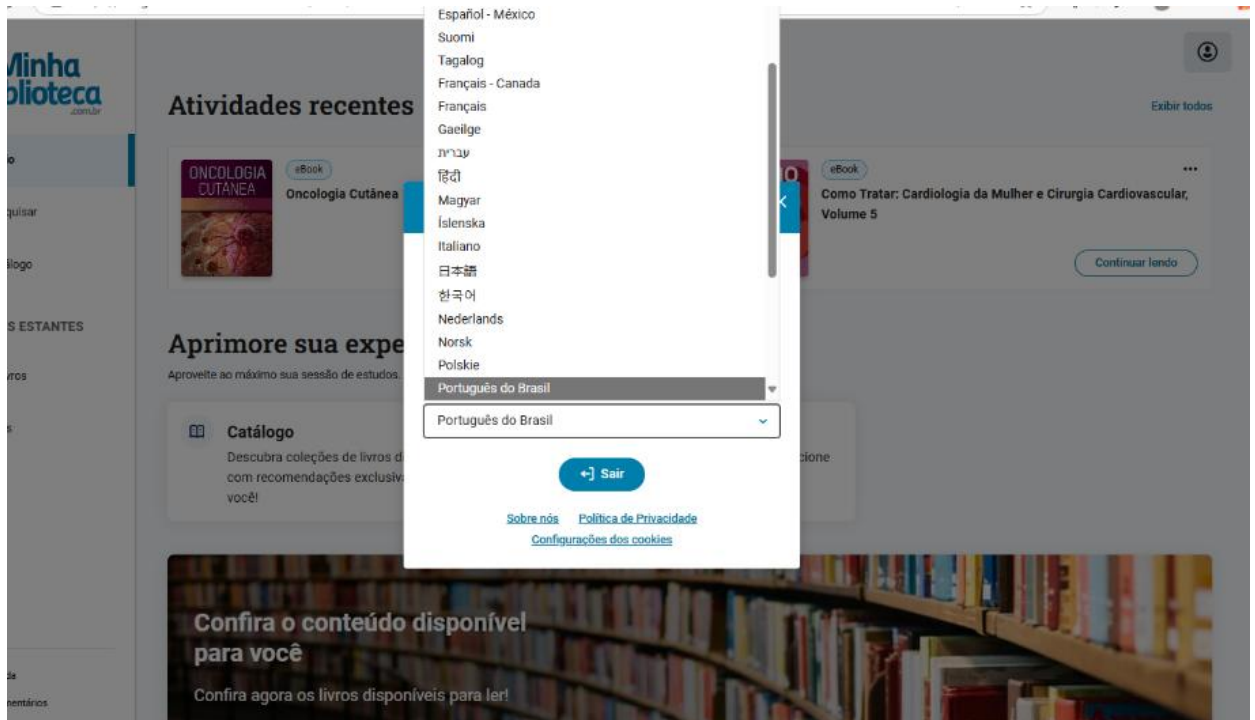 Minha
Biblioteca
.com.br
Atividades recentes
Exibir todos
ONCOLOGIA
CUTÂNEA
eBook
Oncologia Cutânea
eBook
Como Tratar: Cardiologia da Mulher e Cirurgia Cardiovascular,
Volume 5
Continuar lendo
quisar
álogo
S ESTANTES
vros
Español - México
Suomi
Tagalog
Français - Canada
Français
Gaeilge
עברית
हिंदी
Magyar
Íslenska
Italiano
日本語
한국어
Nederlands
Norsk
Polskie
Português do Brasil
Português do Brasil
Sair
Sobre nós
Política de Privacidade
Configurações dos cookies
Aprimore sua expe
Aproveite ao máximo sua sessão de estudos.
Catálogo
Descubra coleções de livros d
com recomendações exclusiv
você!
cione
Confira o conteúdo disponível
para você
Confira agora os livros disponíveis para ler!
da
mentários